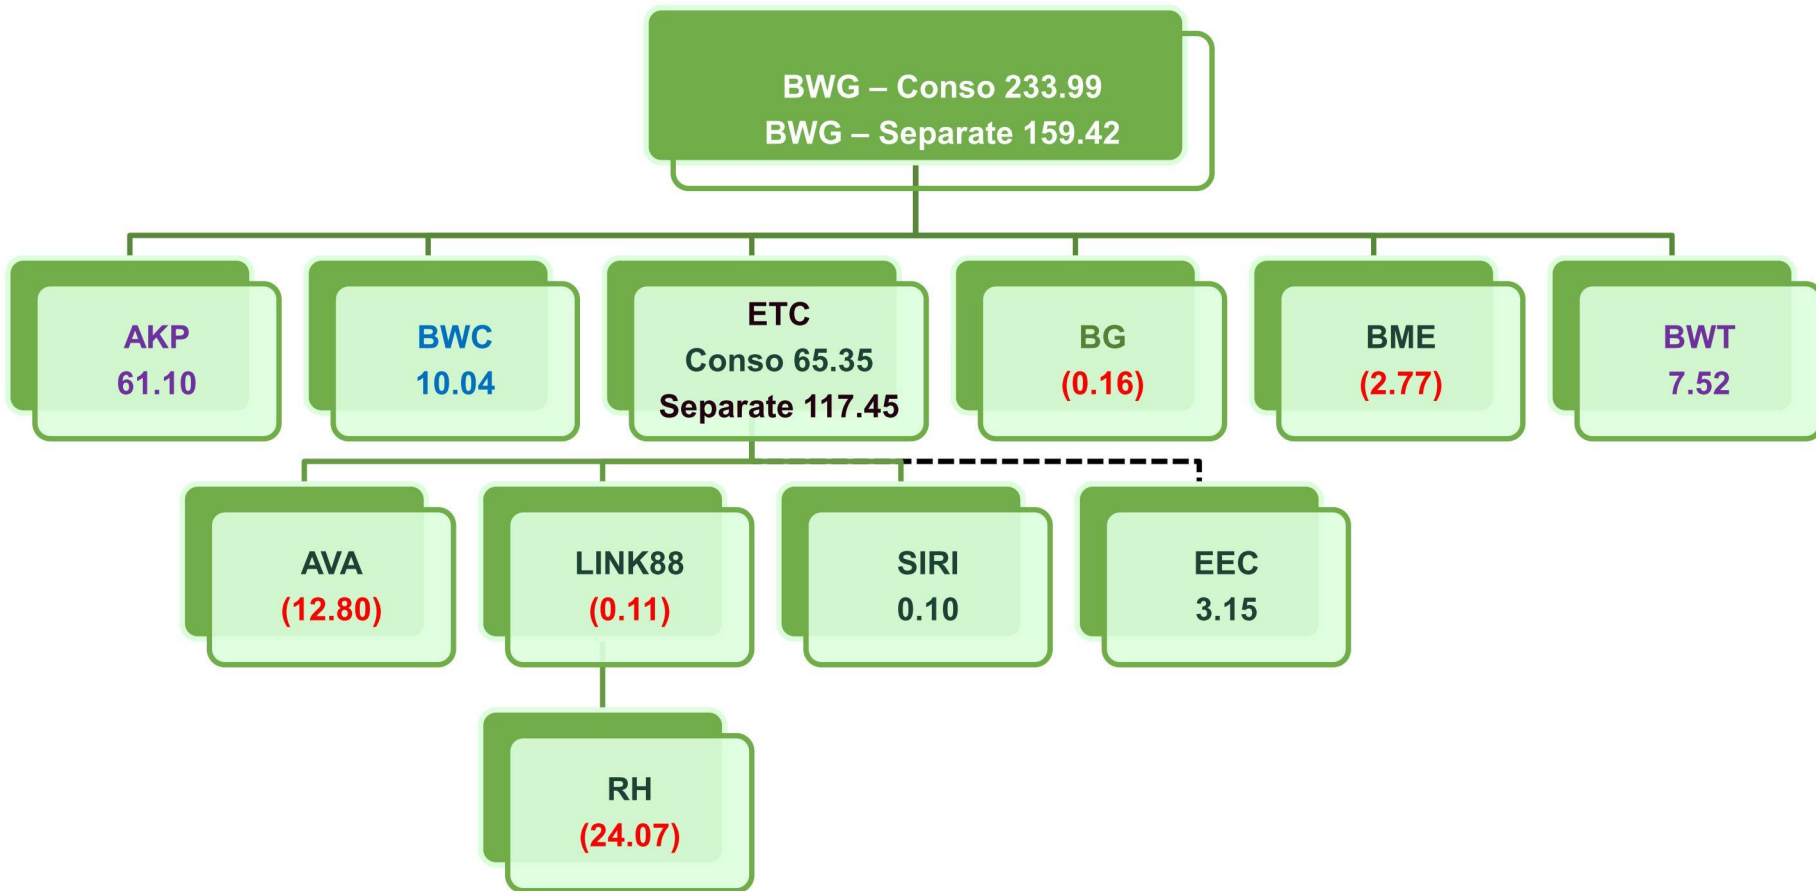 BWG – Conso 233.99
BWG – Separate 159.42
AKP
61.10
BWC
10.04
ETC
Conso 65.35
Separate 117.45
BG
(0.16)
BME
(2.77)
BWT
7.52
AVA
(12.80)
LINK88
(0.11)
SIRI
0.10
EEC
3.15
RH
(24.07)